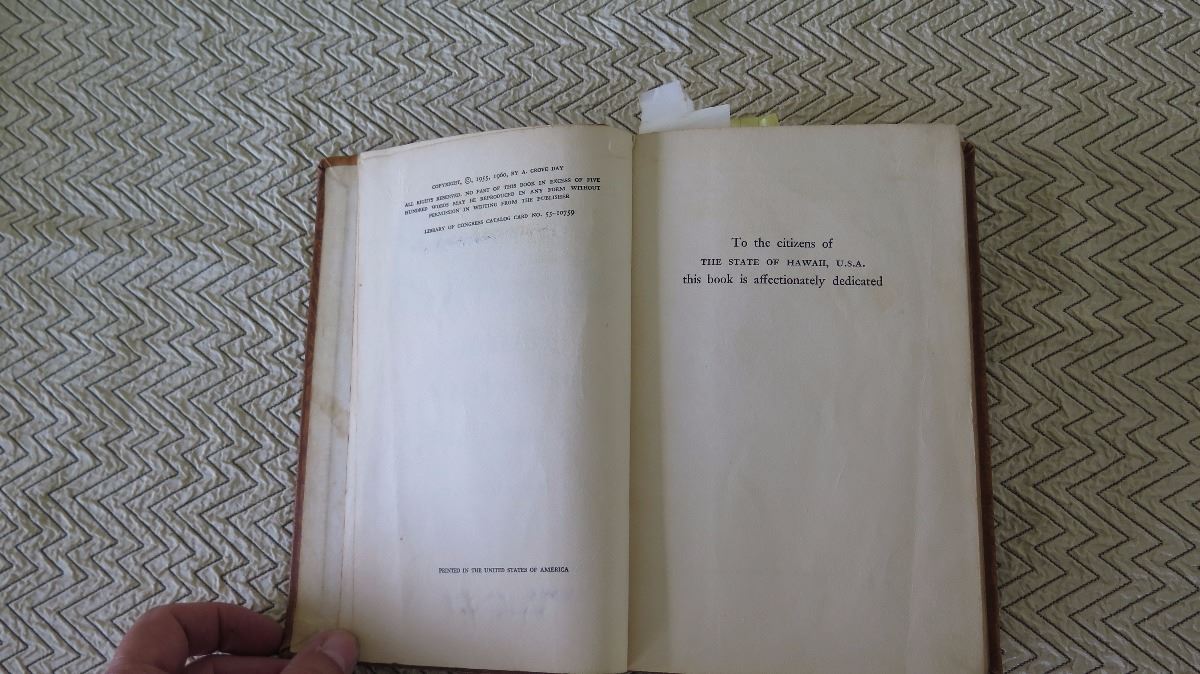 COPYRIGHT, ©, 1955, 1960, BY A. GROVE DAY
ALL RIGHTS RESERVED. NO PART OF THIS BOOK IN EXCESS OF FIVE
HUNDRED WORDS MAY BE REPRODUCED IN ANY FORM WITHOUT
PERMISSION IN WRITING FROM THE PUBLISHER
LIBRARY OF CONGRESS CATALOG CARD NO. 55-10759
PRINTED IN THE UNITED STATES OF AMERICA
To the citizens of
THE STATE OF HAWAII, U.S.A.
this book is affectionately dedicated